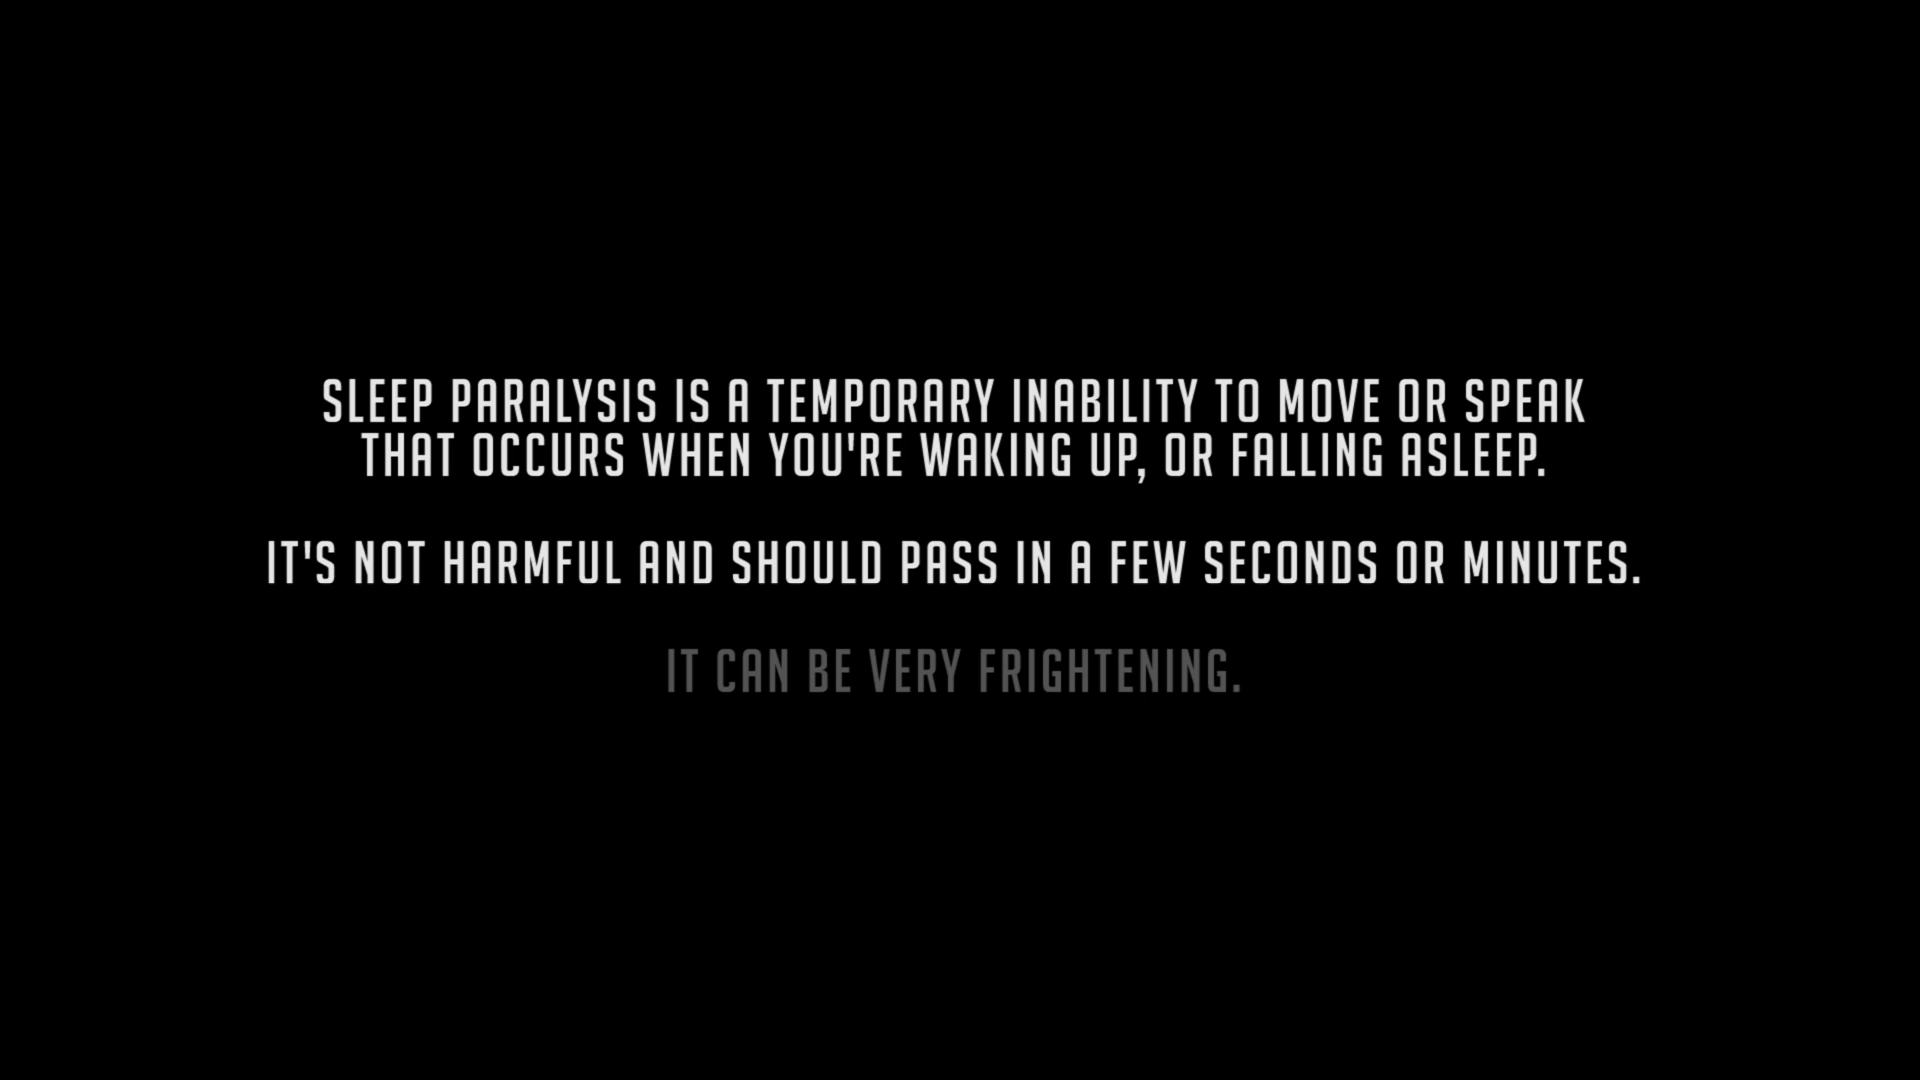 SLEEP PARALYSIS IS A TEMPORARY INABILITY TO MOVE OR SPEAK
THAT OCCURS WHEN YOU'RE WAKING UP, OR FALLING ASLEEP.
IT'S NOT HARMFUL AND SHOULD PASS IN A FEW SECONDS OR MINUTES.
IT CAN BE VERY FRIGHTENING.